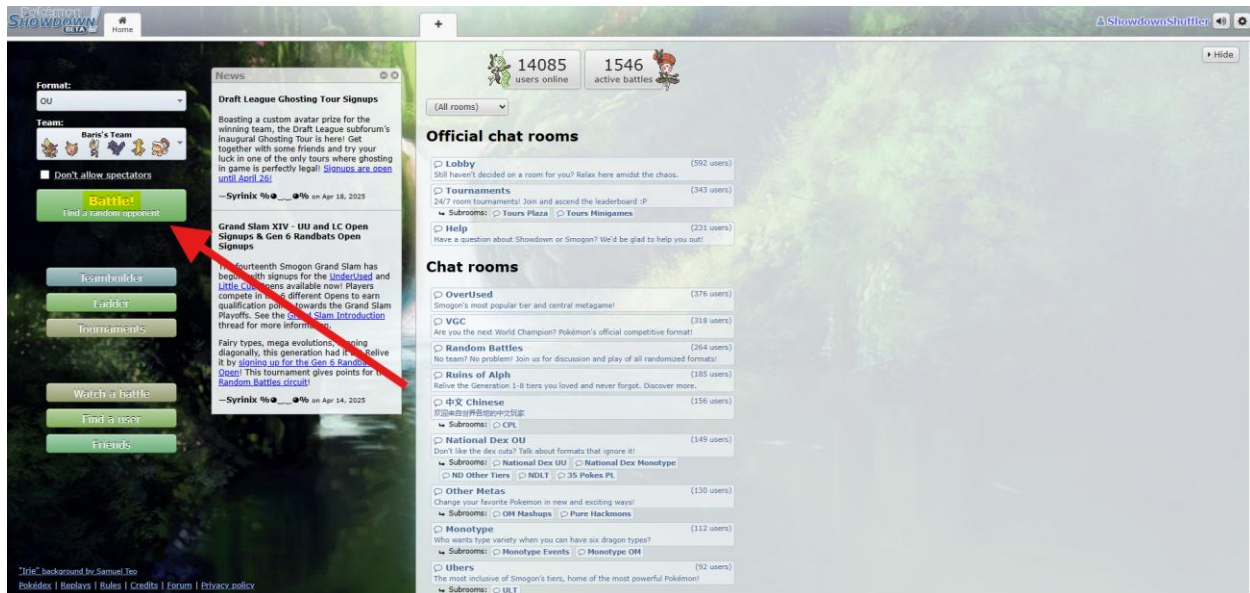 Pokémon
SHOWDOWN!
BETA
Home
+
ShowdownShuffler
Format:
OU
Team:
Baris's Team
Don't allow spectators
Battle!
Find a random opponent
Teambuilder
Ladder
Tournaments
Watch a battle
Find a user
Friends
"Irie" background by Samuel Teo
Pokédex | Replays | Rules | Credits | Forum | Privacy policy
News
Draft League Ghosting Tour Signups
Boasting a custom avatar prize for the
winning team, the Draft League subforum's
inaugural Ghosting Tour is here! Get
together with some friends and try your
luck in one of the only tours where ghosting
in game is perfectly legal! Signups are open
until April 26!
—Syrinix %◕‿‿◕% on Apr 18, 2025
Grand Slam XIV - UU and LC Open
Signups & Gen 6 Randbats Open
Signups
The fourteenth Smogon Grand Slam has
begun with signups for the UnderUsed and
Little Cup Opens available now! Players
compete in 6 different Opens to earn
qualification points towards the Grand Slam
Playoffs. See the Grand Slam Introduction
thread for more information.
Fairy types, mega evolutions,
diagonally, this generation had it Relive
it by signing up for the Gen 6 Randbats
Open! This tournament gives points for the
Random Battles circuit!
—Syrinix %◕‿‿◕% on Apr 14, 2025
14085
users online
1546
active battles
Hide
(All rooms)
Official chat rooms
Lobby (592 users)
Still haven't decided on a room for you? Relax here amidst the chaos.
Tournaments (343 users)
24/7 room tournaments! Join and ascend the leaderboard :P
Subrooms: Tours Plaza Tours Minigames
Help (231 users)
Have a question about Showdown or Smogon? We'd be glad to help you out!
Chat rooms
OverUsed (376 users)
Smogon's most popular tier and central metagame!
VGC (318 users)
Are you the next World Champion? Pokémon's official competitive format!
Random Battles (264 users)
No team? No problem! Join us for discussion and play of all randomized formats!
Ruins of Alph (185 users)
Relive the Generation 1-8 tiers you loved and never forgot. Discover more.
中文 Chinese (156 users)
欢迎来自世界各地的中文玩家
Subrooms: CPL
National Dex OU (149 users)
Don't like the dex cuts? Talk about formats that ignore it!
Subrooms: National Dex UU National Dex Monotype
ND Other Tiers NDLT 35 Pokes PL
Other Metas (130 users)
Change your favorite Pokemon in new and exciting ways!
Subrooms: OM Mashups Pure Hackmons
Monotype (112 users)
Who wants type variety when you can have six dragon types?
Subrooms: Monotype Events Monotype OM
Ubers (92 users)
The most inclusive of Smogon's tiers, home of the most powerful Pokémon!
Subrooms: ULT